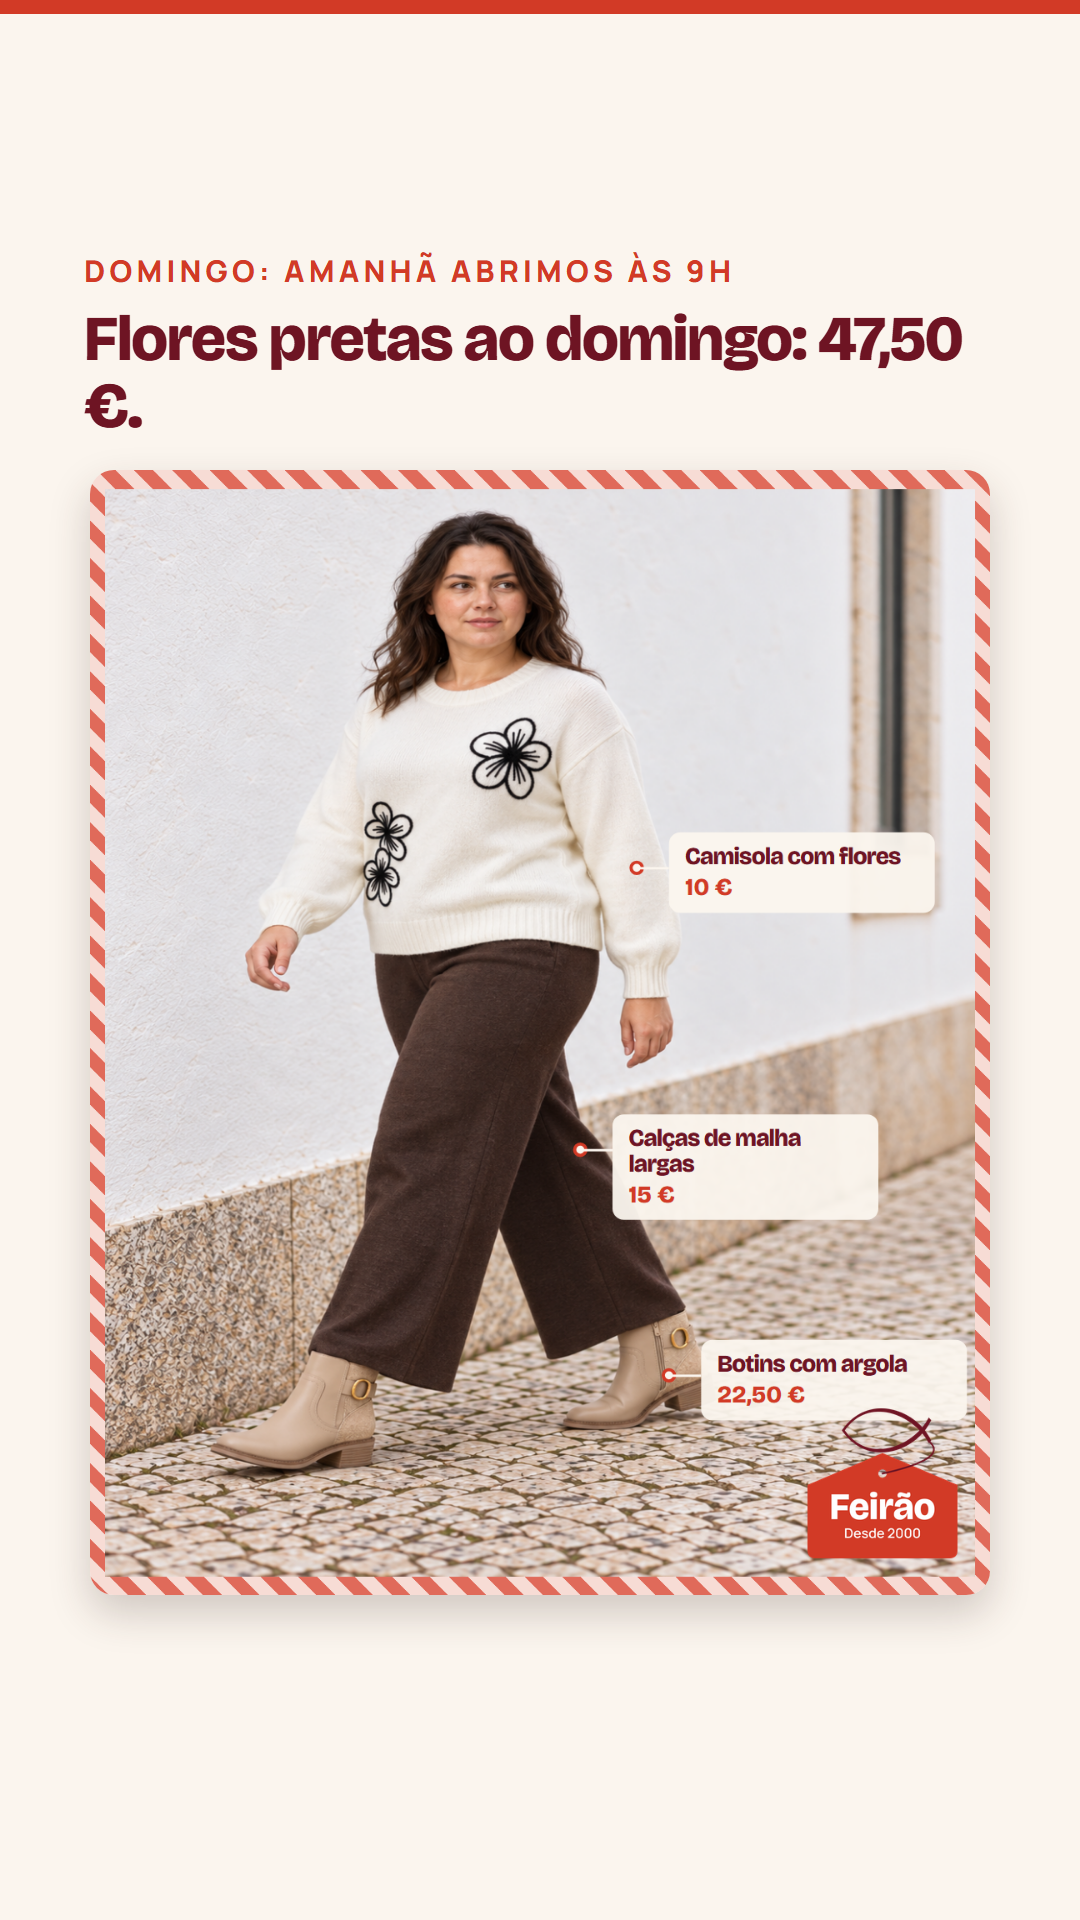 DOMINGO: AMANHÃ ABRIMOS ÀS 9H
Flores pretas ao domingo: 47,50
€.
Camisola com flores
10 €
Calças de malha
largas
15 €
Botins com argola
22,50 €
Feirão
Desde 2000